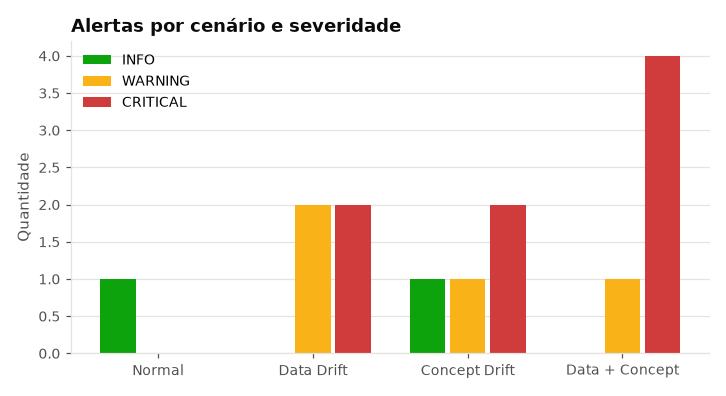 Alertas por cenário e severidade
INFO
WARNING
CRITICAL
Quantidade
4.0
3.5
3.0
2.5
2.0
1.5
1.0
0.5
0.0
Normal
Data Drift
Concept Drift
Data + Concept